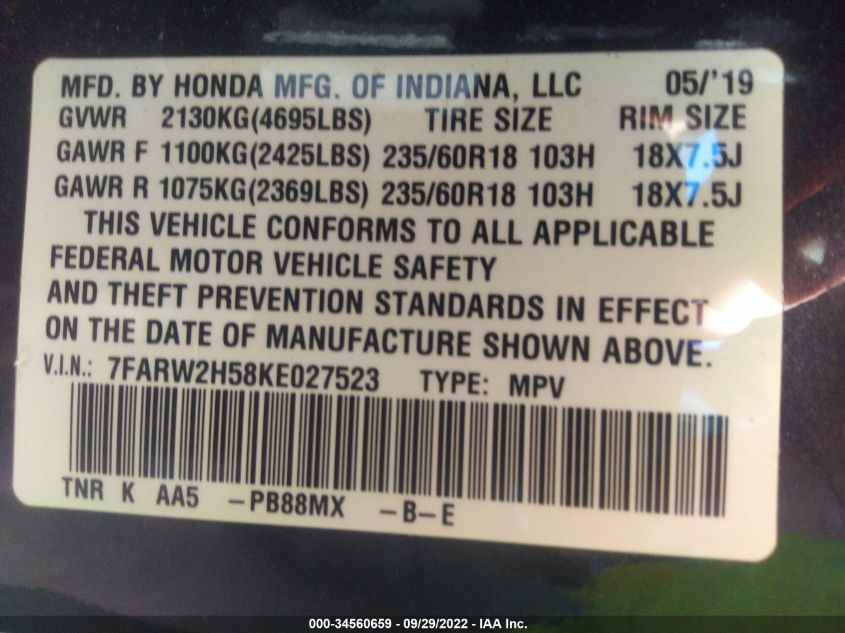 MFD. BY HONDA MFG. OF INDIANA, LLC 05/'19
GVWR 2130KG(4695LBS) TIRE SIZE RIM SIZE
GAWR F 1100KG(2425LBS) 235/60R18 103H 18X7.5J
GAWR R 1075KG(2369LBS) 235/60R18 103H 18X7.5J
THIS VEHICLE CONFORMS TO ALL APPLICABLE
FEDERAL MOTOR VEHICLE SAFETY
AND THEFT PREVENTION STANDARDS IN EFFECT
ON THE DATE OF MANUFACTURE SHOWN ABOVE.
V.I.N.: 7FARW2H58KE027523 TYPE: MPV
TNR K AA5 -PB88MX -B-E
000-34560659 - 09/29/2022 - IAA Inc.